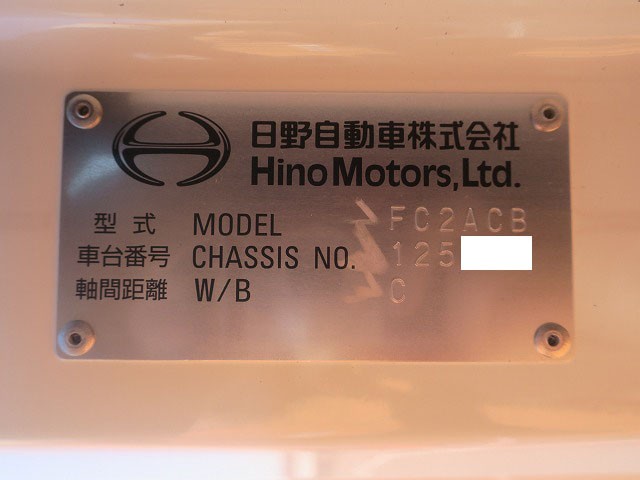 日野自動車株式会社
Hino Motors, Ltd.
型式 MODEL FC2ACB
車台番号 CHASSIS NO. 125
軸間距離 W/B C